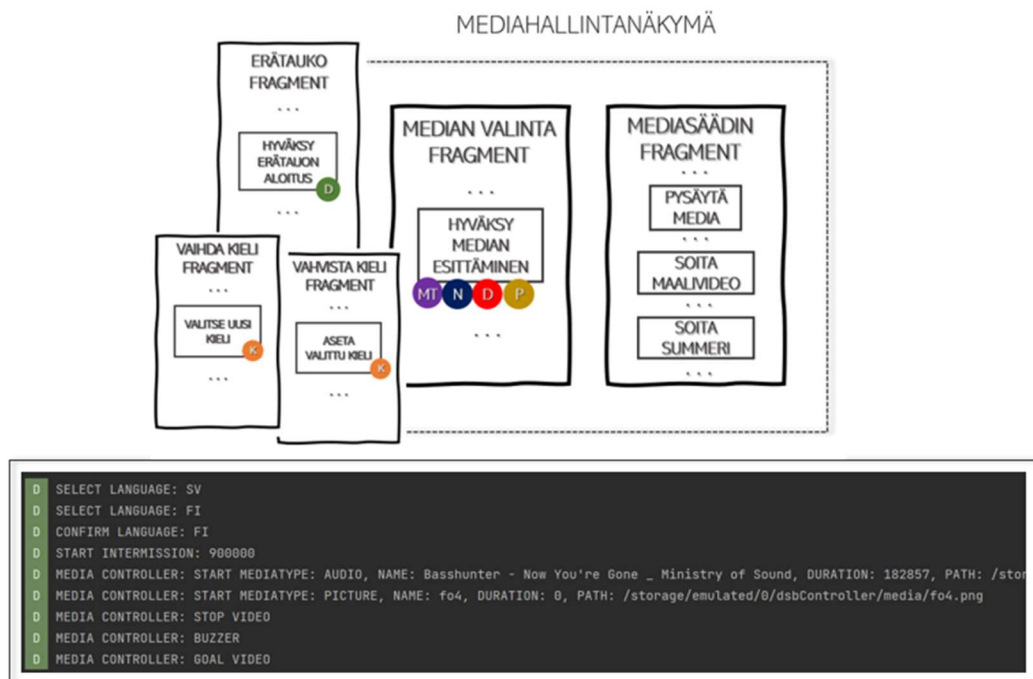 MEDIAHALLINTANÄKYMÄ
ERÄTAUKO
FRAGMENT
...
HYVÄKSY
ERÄTAUON
ALOITUS
D
...
VAIHDA KIELI
FRAGMENT
...
VALITSE UUSI
KIELI
K
...
VAHVISTA KIELI
FRAGMENT
...
ASETA
VALITTU KIELI
K
...
MEDIAN VALINTA
FRAGMENT
...
HYVÄKSY
MEDIAN
ESITTÄMINEN
MT N D P
...
MEDIASÄÄDIN
FRAGMENT
...
PYSÄYTÄ
MEDIA
...
SOITA
MAALIVIDEO
...
SOITA
SUMMERI
...
D SELECT LANGUAGE: SV
D SELECT LANGUAGE: FI
D CONFIRM LANGUAGE: FI
D START INTERMISSION: 900000
D MEDIA CONTROLLER: START MEDIATYPE: AUDIO, NAME: Basshunter - Now You're Gone _ Ministry of Sound, DURATION: 182857, PATH: /stor
D MEDIA CONTROLLER: START MEDIATYPE: PICTURE, NAME: fo4, DURATION: 0, PATH: /storage/emulated/0/dsbController/media/fo4.png
D MEDIA CONTROLLER: STOP VIDEO
D MEDIA CONTROLLER: BUZZER
D MEDIA CONTROLLER: GOAL VIDEO